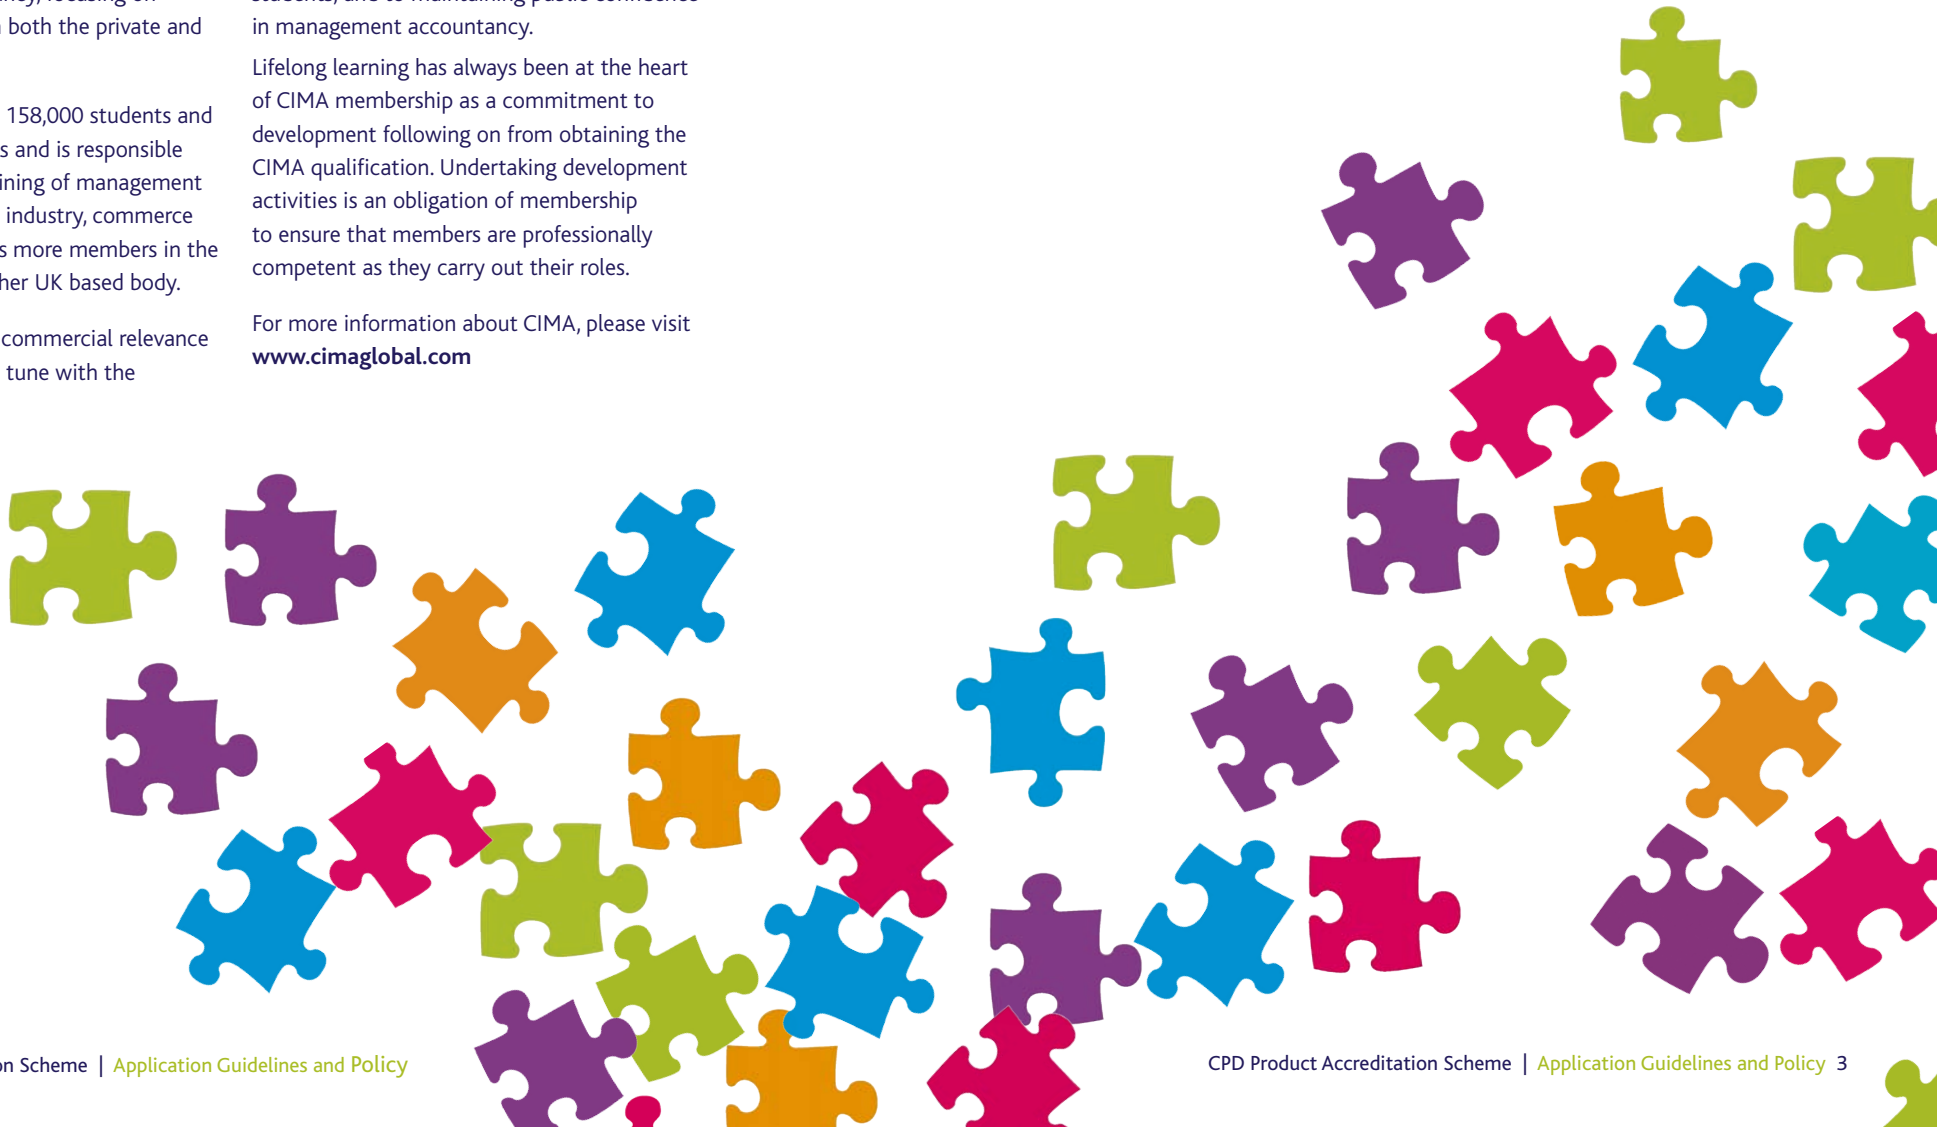 both the private and
158,000 students and
s and is responsible
ining of management
industry, commerce
s more members in the
her UK based body.
commercial relevance
tune with the
in management accountancy.
Lifelong learning has always been at the heart
of CIMA membership as a commitment to
development following on from obtaining the
CIMA qualification. Undertaking development
activities is an obligation of membership
to ensure that members are professionally
competent as they carry out their roles.
For more information about CIMA, please visit
www.cimaglobal.com
on Scheme | Application Guidelines and Policy
CPD Product Accreditation Scheme | Application Guidelines and Policy 3